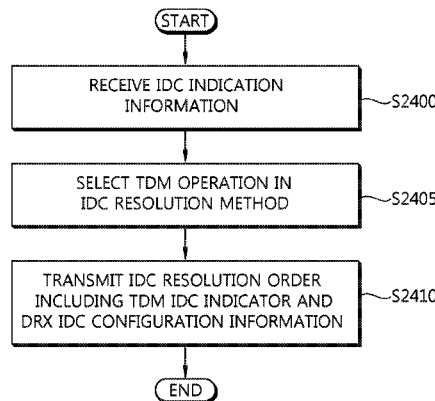 START
RECEIVE IDC INDICATION
INFORMATION
S2400
SELECT TDM OPERATION IN
IDC RESOLUTION METHOD
S2405
TRANSMIT IDC RESOLUTION ORDER
INCLUDING TDM IDC INDICATOR AND
DRX IDC CONFIGURATION INFORMATION
S2410
END